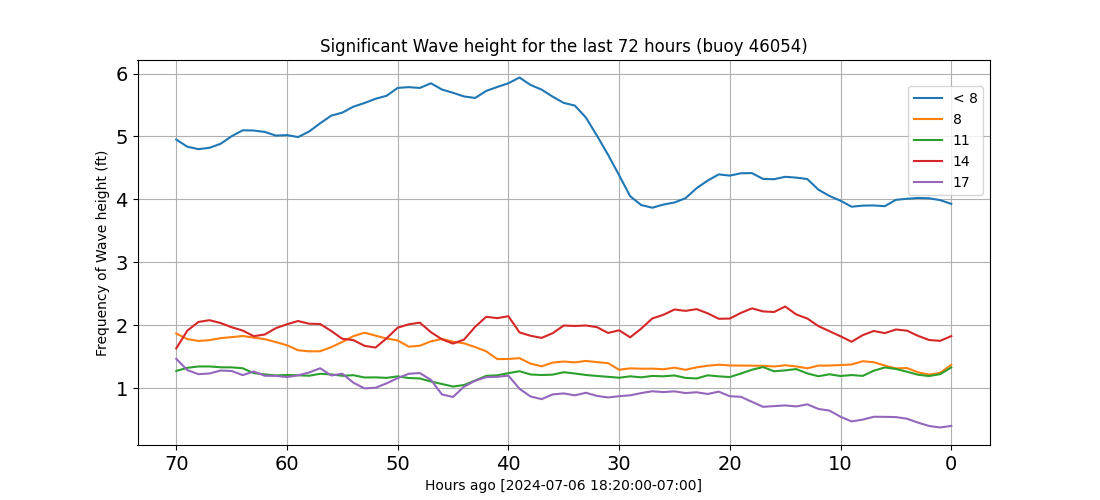 Significant Wave height for the last 72 hours (buoy 46054)
Frequency of Wave height (ft)
6
5
4
3
2
1
< 8
8
11
14
17
70 60 50 40 30 20 10 0
Hours ago [2024-07-06 18:20:00-07:00]